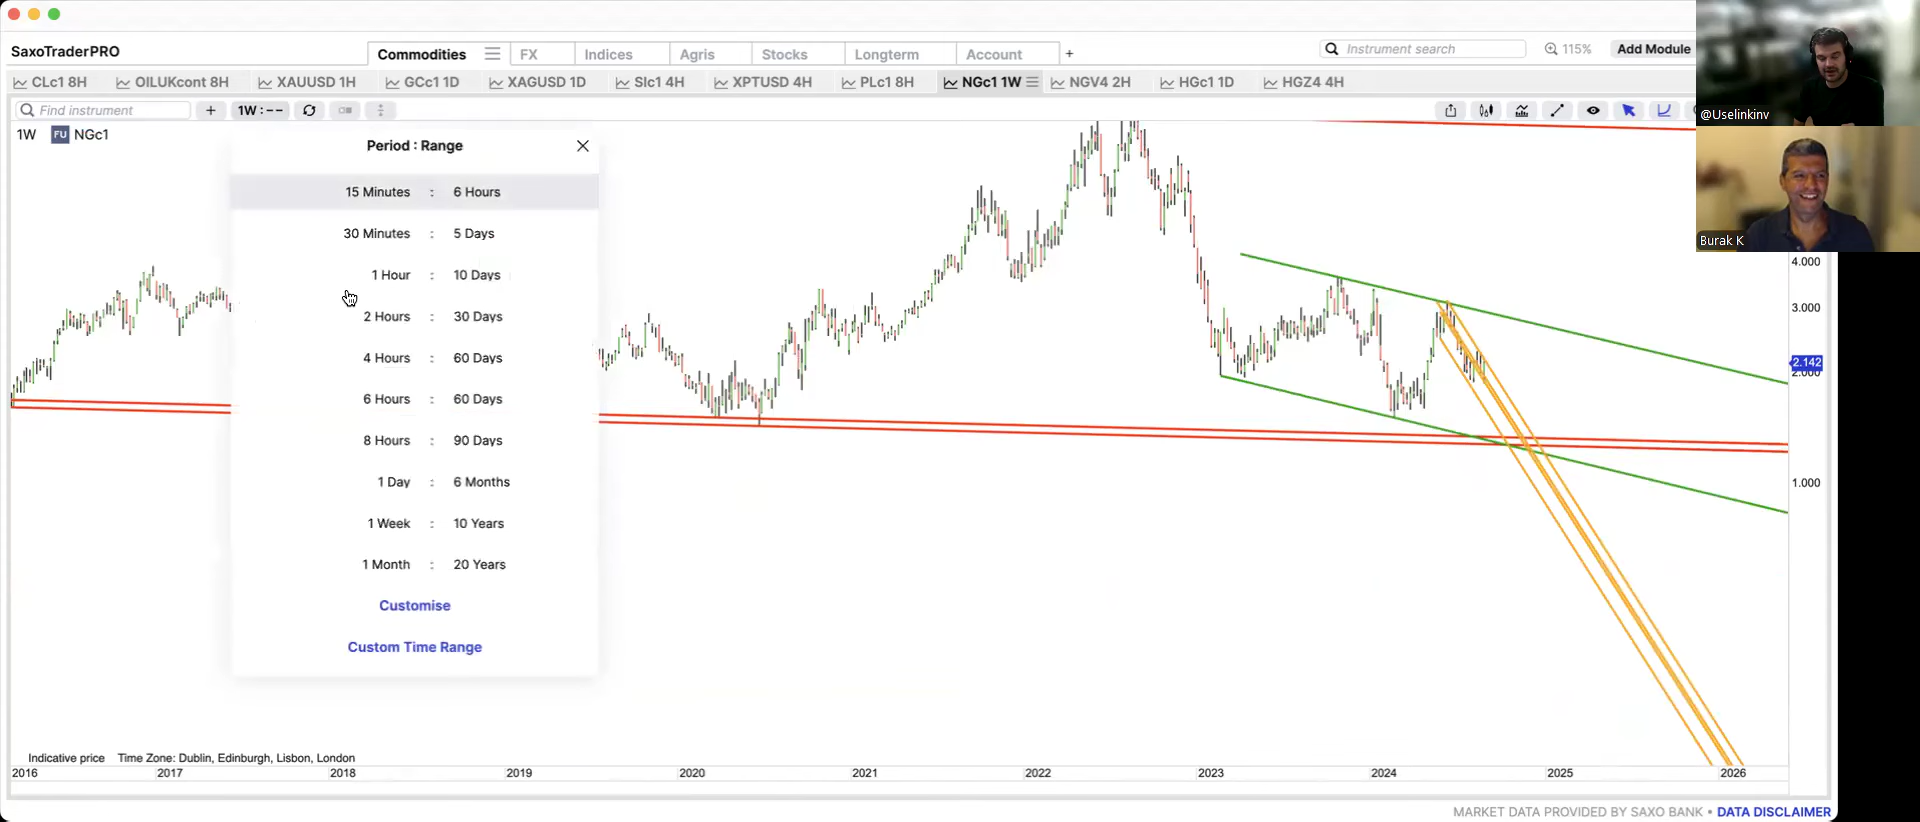 SaxoTraderPRO
Commodities FX Indices Agris Stocks Longterm Account +
Instrument search 115% Add Module
CLc1 8H OILUKcont 8H XAUUSD 1H GCc1 1D XAGUSD 1D SIc1 4H XPTUSD 4H PLc1 8H NGc1 1W NGV4 2H HGc1 1D HGZ4 4H
Find instrument + 1W : --
1W FU NGc1
Period : Range
15 Minutes : 6 Hours
30 Minutes : 5 Days
1 Hour : 10 Days
2 Hours : 30 Days
4 Hours : 60 Days
6 Hours : 60 Days
8 Hours : 90 Days
1 Day : 6 Months
1 Week : 10 Years
1 Month : 20 Years
Customise
Custom Time Range
@Uselinkinv
Burak K
4.000
3.000
2.142
2.000
1.000
Indicative price Time Zone: Dublin, Edinburgh, Lisbon, London
2016 2017 2018 2019 2020 2021 2022 2023 2024 2025 2026
MARKET DATA PROVIDED BY SAXO BANK • DATA DISCLAIMER